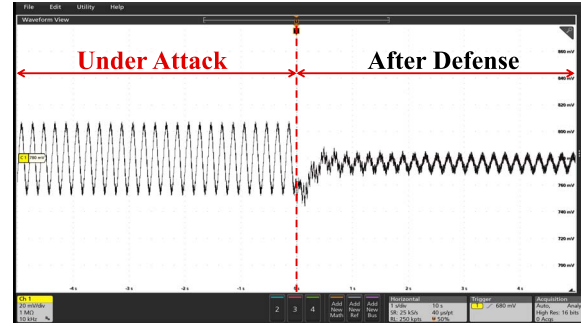 File Edit Utility Help
Waveform View
Under Attack
After Defense
860 mV
840 mV
820 mV
800 mV
C 1 780 mV
760 mV
740 mV
720 mV
700 mV
-4 s -3 s -2 s -1 s 1 s 2 s 3 s 4 s
Ch 1
20 mV/div
1 MΩ
10 kHz
2 3 4
Add New Math
Add New Ref
Add New Bus
Horizontal
1 s/div 10 s
SR: 25 kS/s 40 µs/pt
RL: 250 kpts 50%
Trigger
1 680 mV
Acquisition
Auto, Analy
High Res: 16 bits
0 Acqs